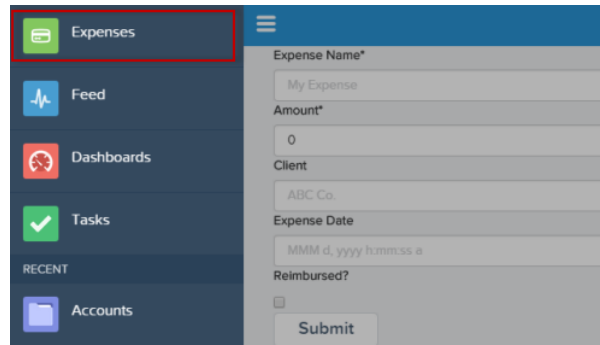 Expenses
Feed
Dashboards
Tasks
RECENT
Accounts
Expense Name*
My Expense
Amount*
0
Client
ABC Co.
Expense Date
MMM d, yyyy h:mm:ss a
Reimbursed?
Submit